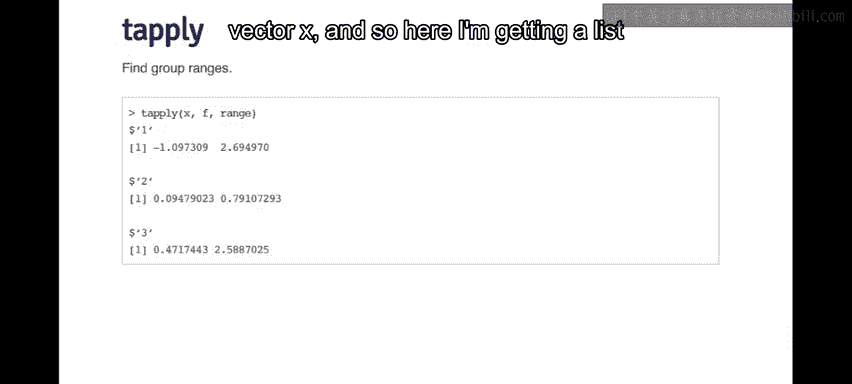 tapply
vector x, and so here I'm getting a list
Find group ranges.
> tapply(x, f, range)
$‘1‘
[1] -1.097309 2.694970
$‘2‘
[1] 0.09479023 0.79107293
$‘3‘
[1] 0.4717443 2.5887025